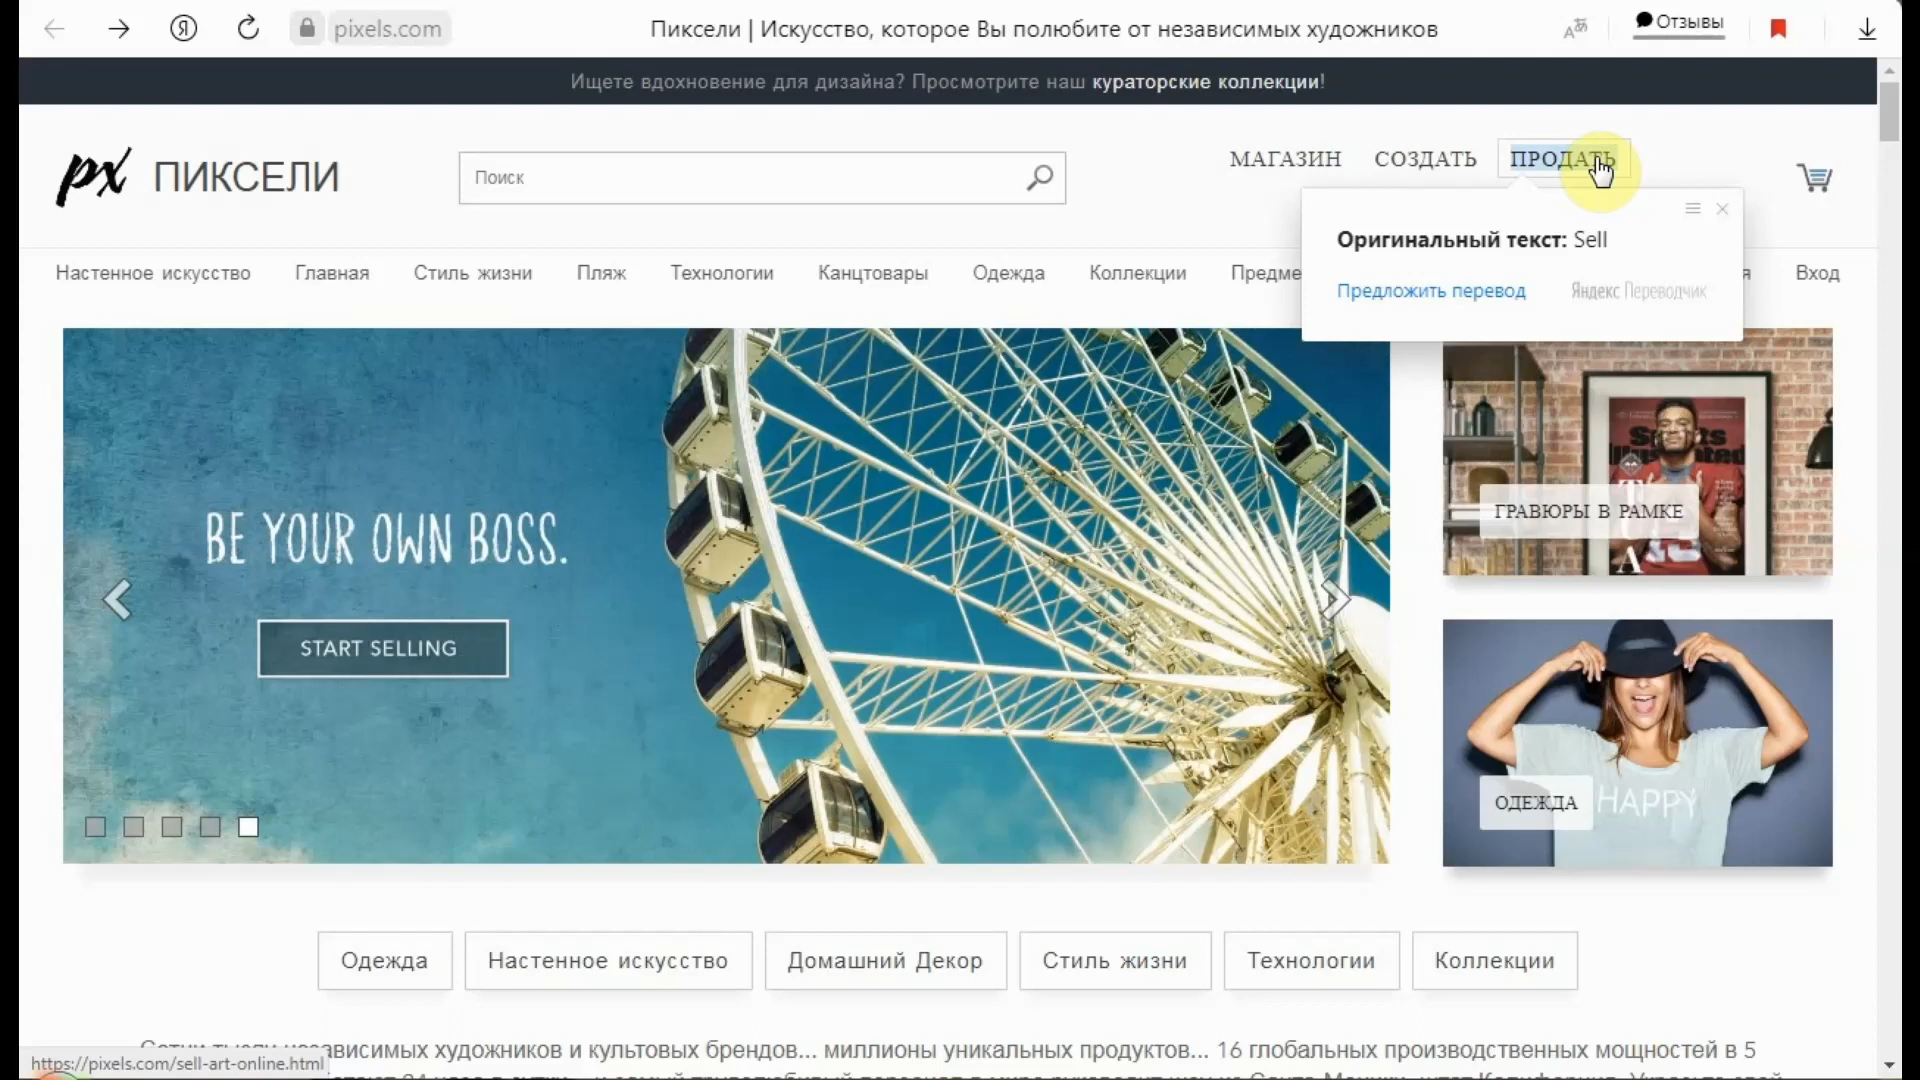 pixels.com
Пиксели | Искусство, которое Вы полюбите от независимых художников
Отзывы
Ищете вдохновение для дизайна? Просмотрите наш кураторские коллекции!
px ПИКСЕЛИ
Поиск
МАГАЗИН
СОЗДАТЬ
ПРОДАТЬ
Оригинальный текст: Sell
Предложить перевод
Яндекс Переводчик
Настенное искусство
Главная
Стиль жизни
Пляж
Технологии
Канцтовары
Одежда
Коллекции
Вход
BE YOUR OWN BOSS.
START SELLING
Sports
Illustrated
ГРАВЮРЫ В РАМКЕ
HAPPY
ОДЕЖДА
Одежда
Настенное искусство
Домашний Декор
Стиль жизни
Технологии
Коллекции
Сотни тысяч независимых художников и культовых брендов... миллионы уникальных продуктов... 16 глобальных производственных мощностей в 5
https://pixels.com/sell-art-online.html